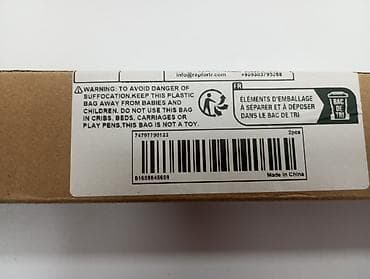 info@rapfortr.com
⚠ WARNING: TO AVOID DANGER OF
SUFFOCATION,KEEP THIS PLASTIC
BAG AWAY FROM BABIES AND
CHILDREN. DO NOT USE THIS BAG
IN CRIBS, BEDS, CARRIAGES OR
PLAY PENS,THIS BAG IS NOT A TOY.
FR
ÉLÉMENTS D'EMBALLAGE
À SÉPARER ET À DÉPOSER
DANS LE BAC DE TRI
BAC
DE
TRI
2pcs
Made in China